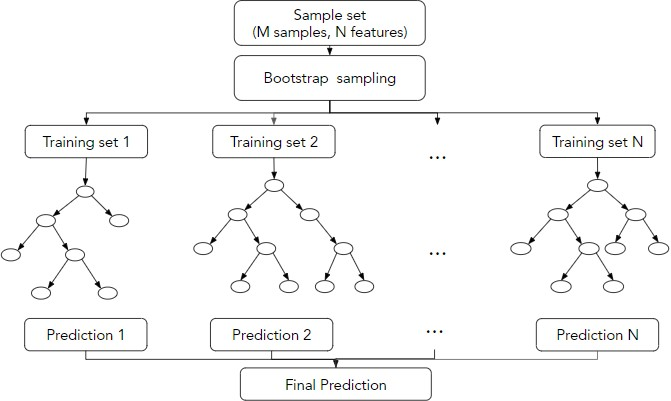 Sample set
(M samples, N features)
Bootstrap sampling
Training set 1
Training set 2
...
Training set N
...
Prediction 1
Prediction 2
...
Prediction N
Final Prediction